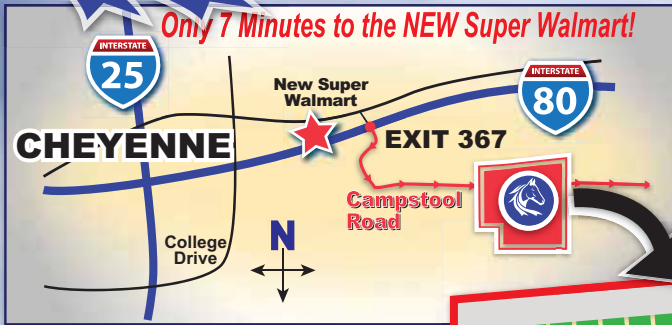 Only 7 Minutes to the NEW Super Walmart!
INTERSTATE
25
New Super
Walmart
INTERSTATE
80
CHEYENNE
EXIT 367
Campstool
Road
College
Drive
N